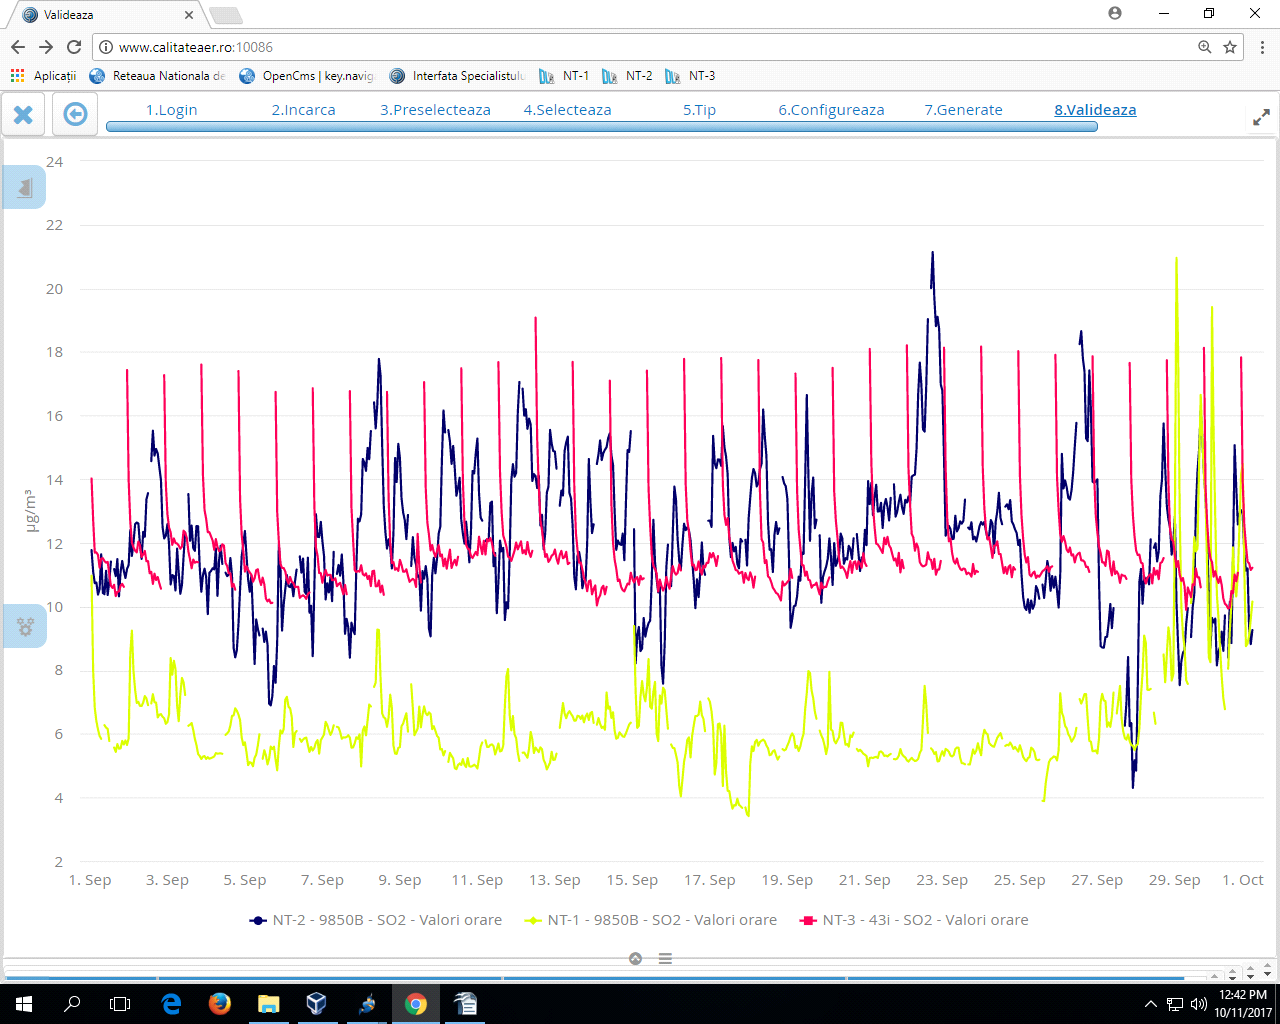 Valideaza
www.calitateaer.ro:10086
Aplicații Reteaua Nationala de OpenCms | key.navig Interfata Specialistulu NT-1 NT-2 NT-3
1.Login 2.Incarca 3.Preselecteaza 4.Selecteaza 5.Tip 6.Configureaza 7.Generate 8.Valideaza
24
22
20
18
16
14
12
10
8
6
4
2
µg/m³
1. Sep 3. Sep 5. Sep 7. Sep 9. Sep 11. Sep 13. Sep 15. Sep 17. Sep 19. Sep 21. Sep 23. Sep 25. Sep 27. Sep 29. Sep 1. Oct
NT-2 - 9850B - SO2 - Valori orare NT-1 - 9850B - SO2 - Valori orare NT-3 - 43i - SO2 - Valori orare
12:42 PM
10/11/2017